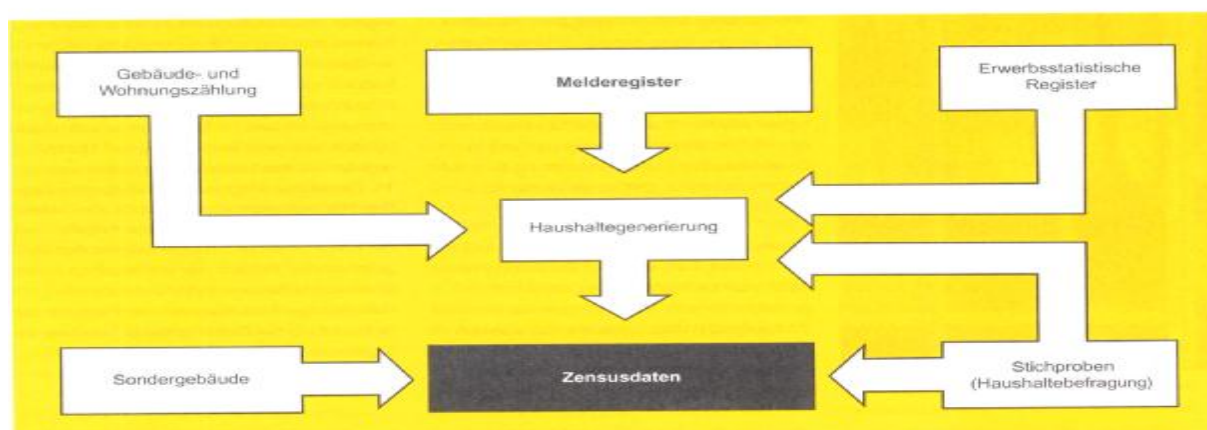 Gebäude- und
Wohnungszählung
Melderegister
Erwerbsstatistische
Register
Haushaltegenerierung
Sondergebäude
Zensusdaten
Stichproben
(Haushaltebefragung)